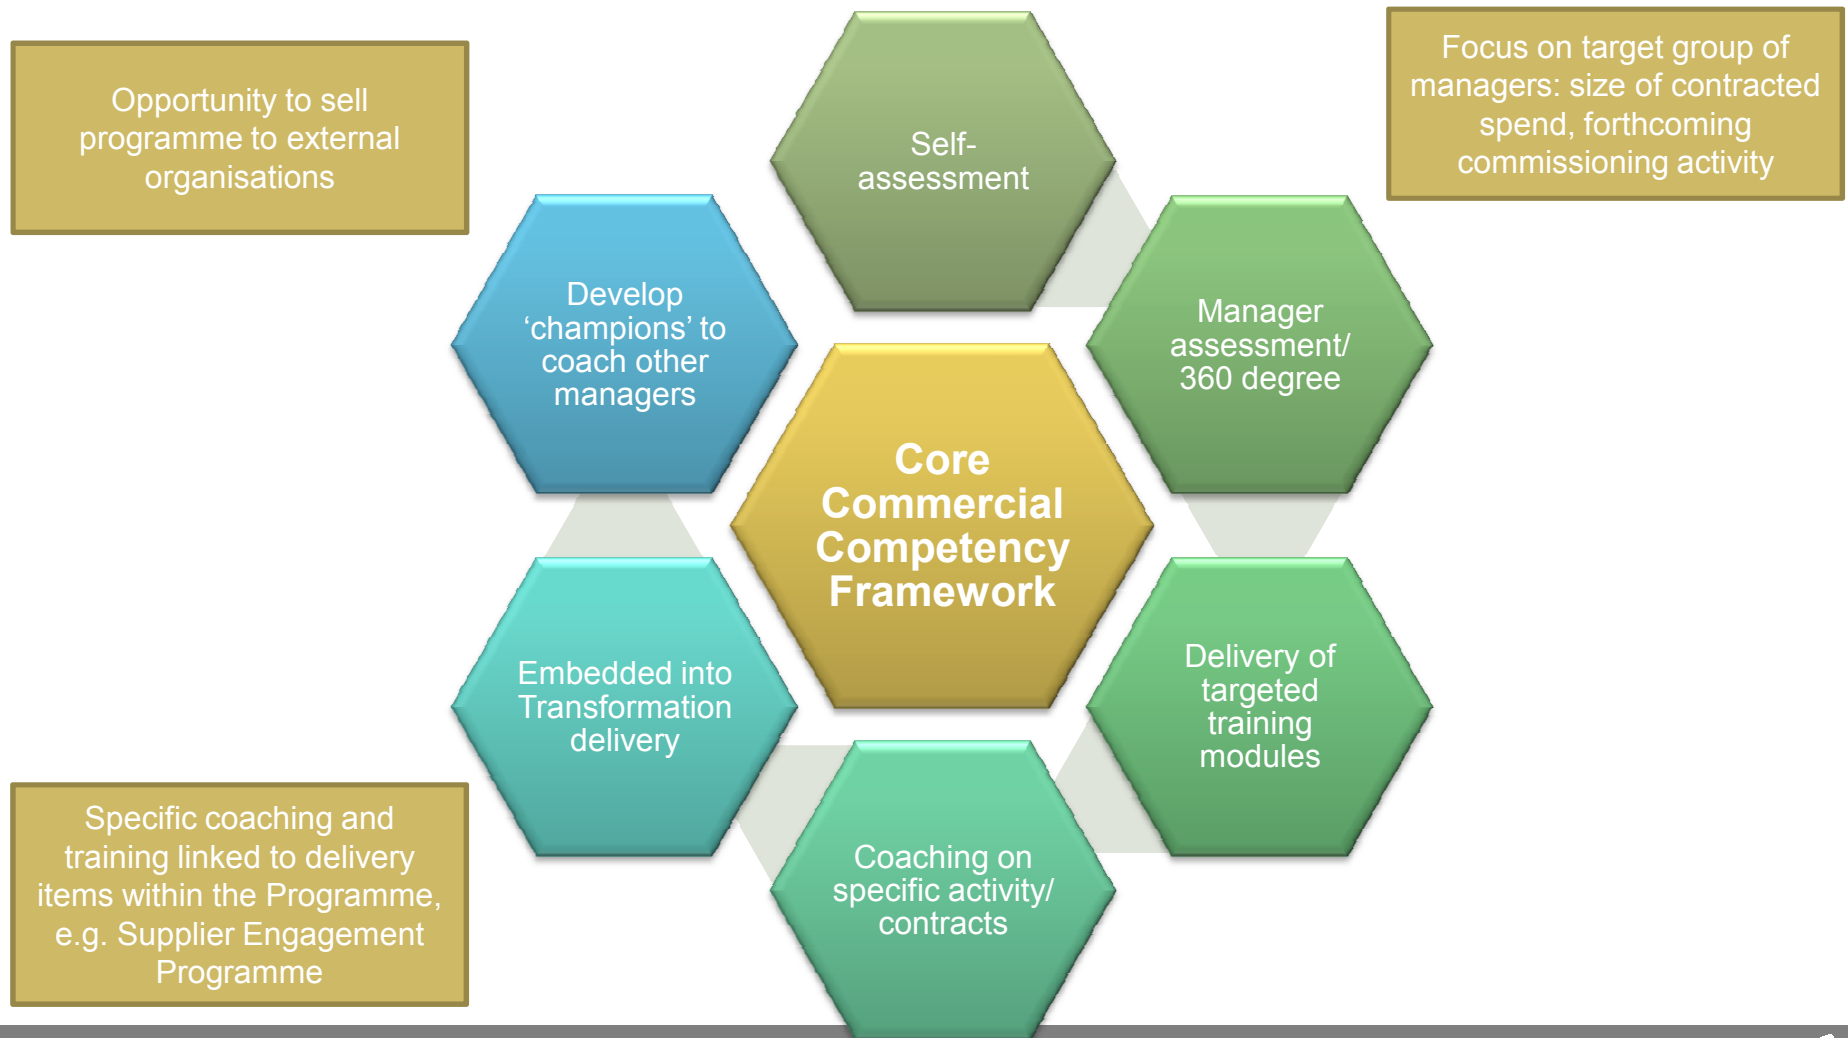 Opportunity to sell
programme to external
organisations
Self-
assessment
Focus on target group of
managers: size of contracted
spend, forthcoming
commissioning activity
Develop
‘champions’ to
coach other
managers
Manager
assessment/
360 degree
Core
Commercial
Competency
Framework
Embedded into
Transformation
delivery
Delivery of
targeted
training
modules
Specific coaching and
training linked to delivery
items within the Programme,
e.g. Supplier Engagement
Programme
Coaching on
specific activity/
contracts